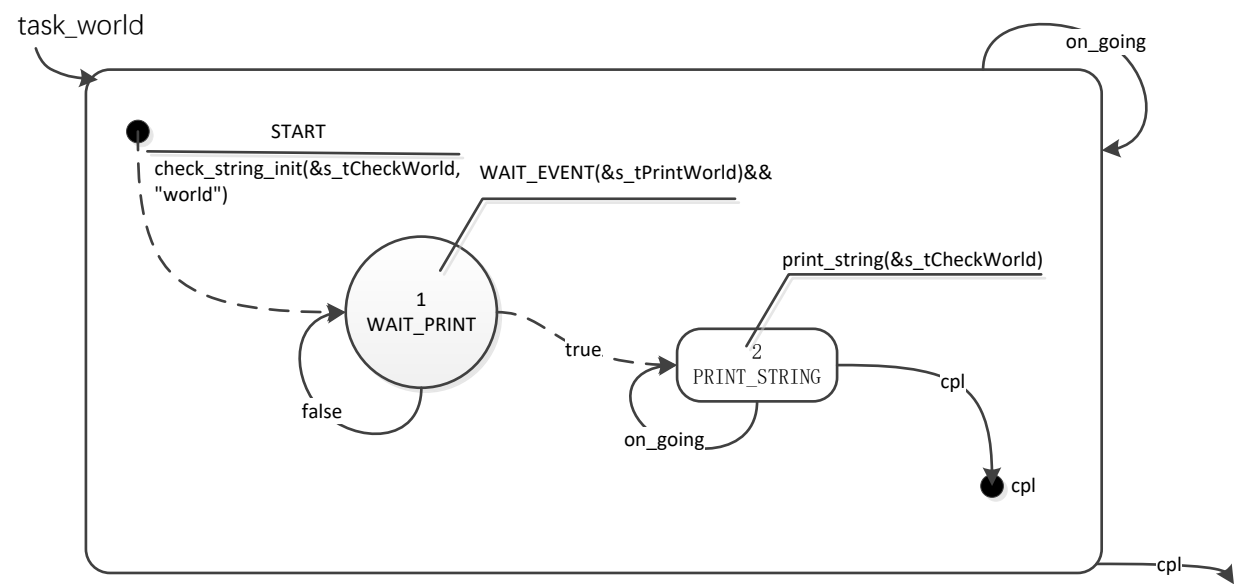 task_world
on_going
START
check_string_init(&s_tCheckWorld,
"world")
WAIT_EVENT(&s_tPrintWorld)&&
print_string(&s_tCheckWorld)
1
WAIT_PRINT
true
2
PRINT_STRING
false
on_going
cpl
cpl
cpl